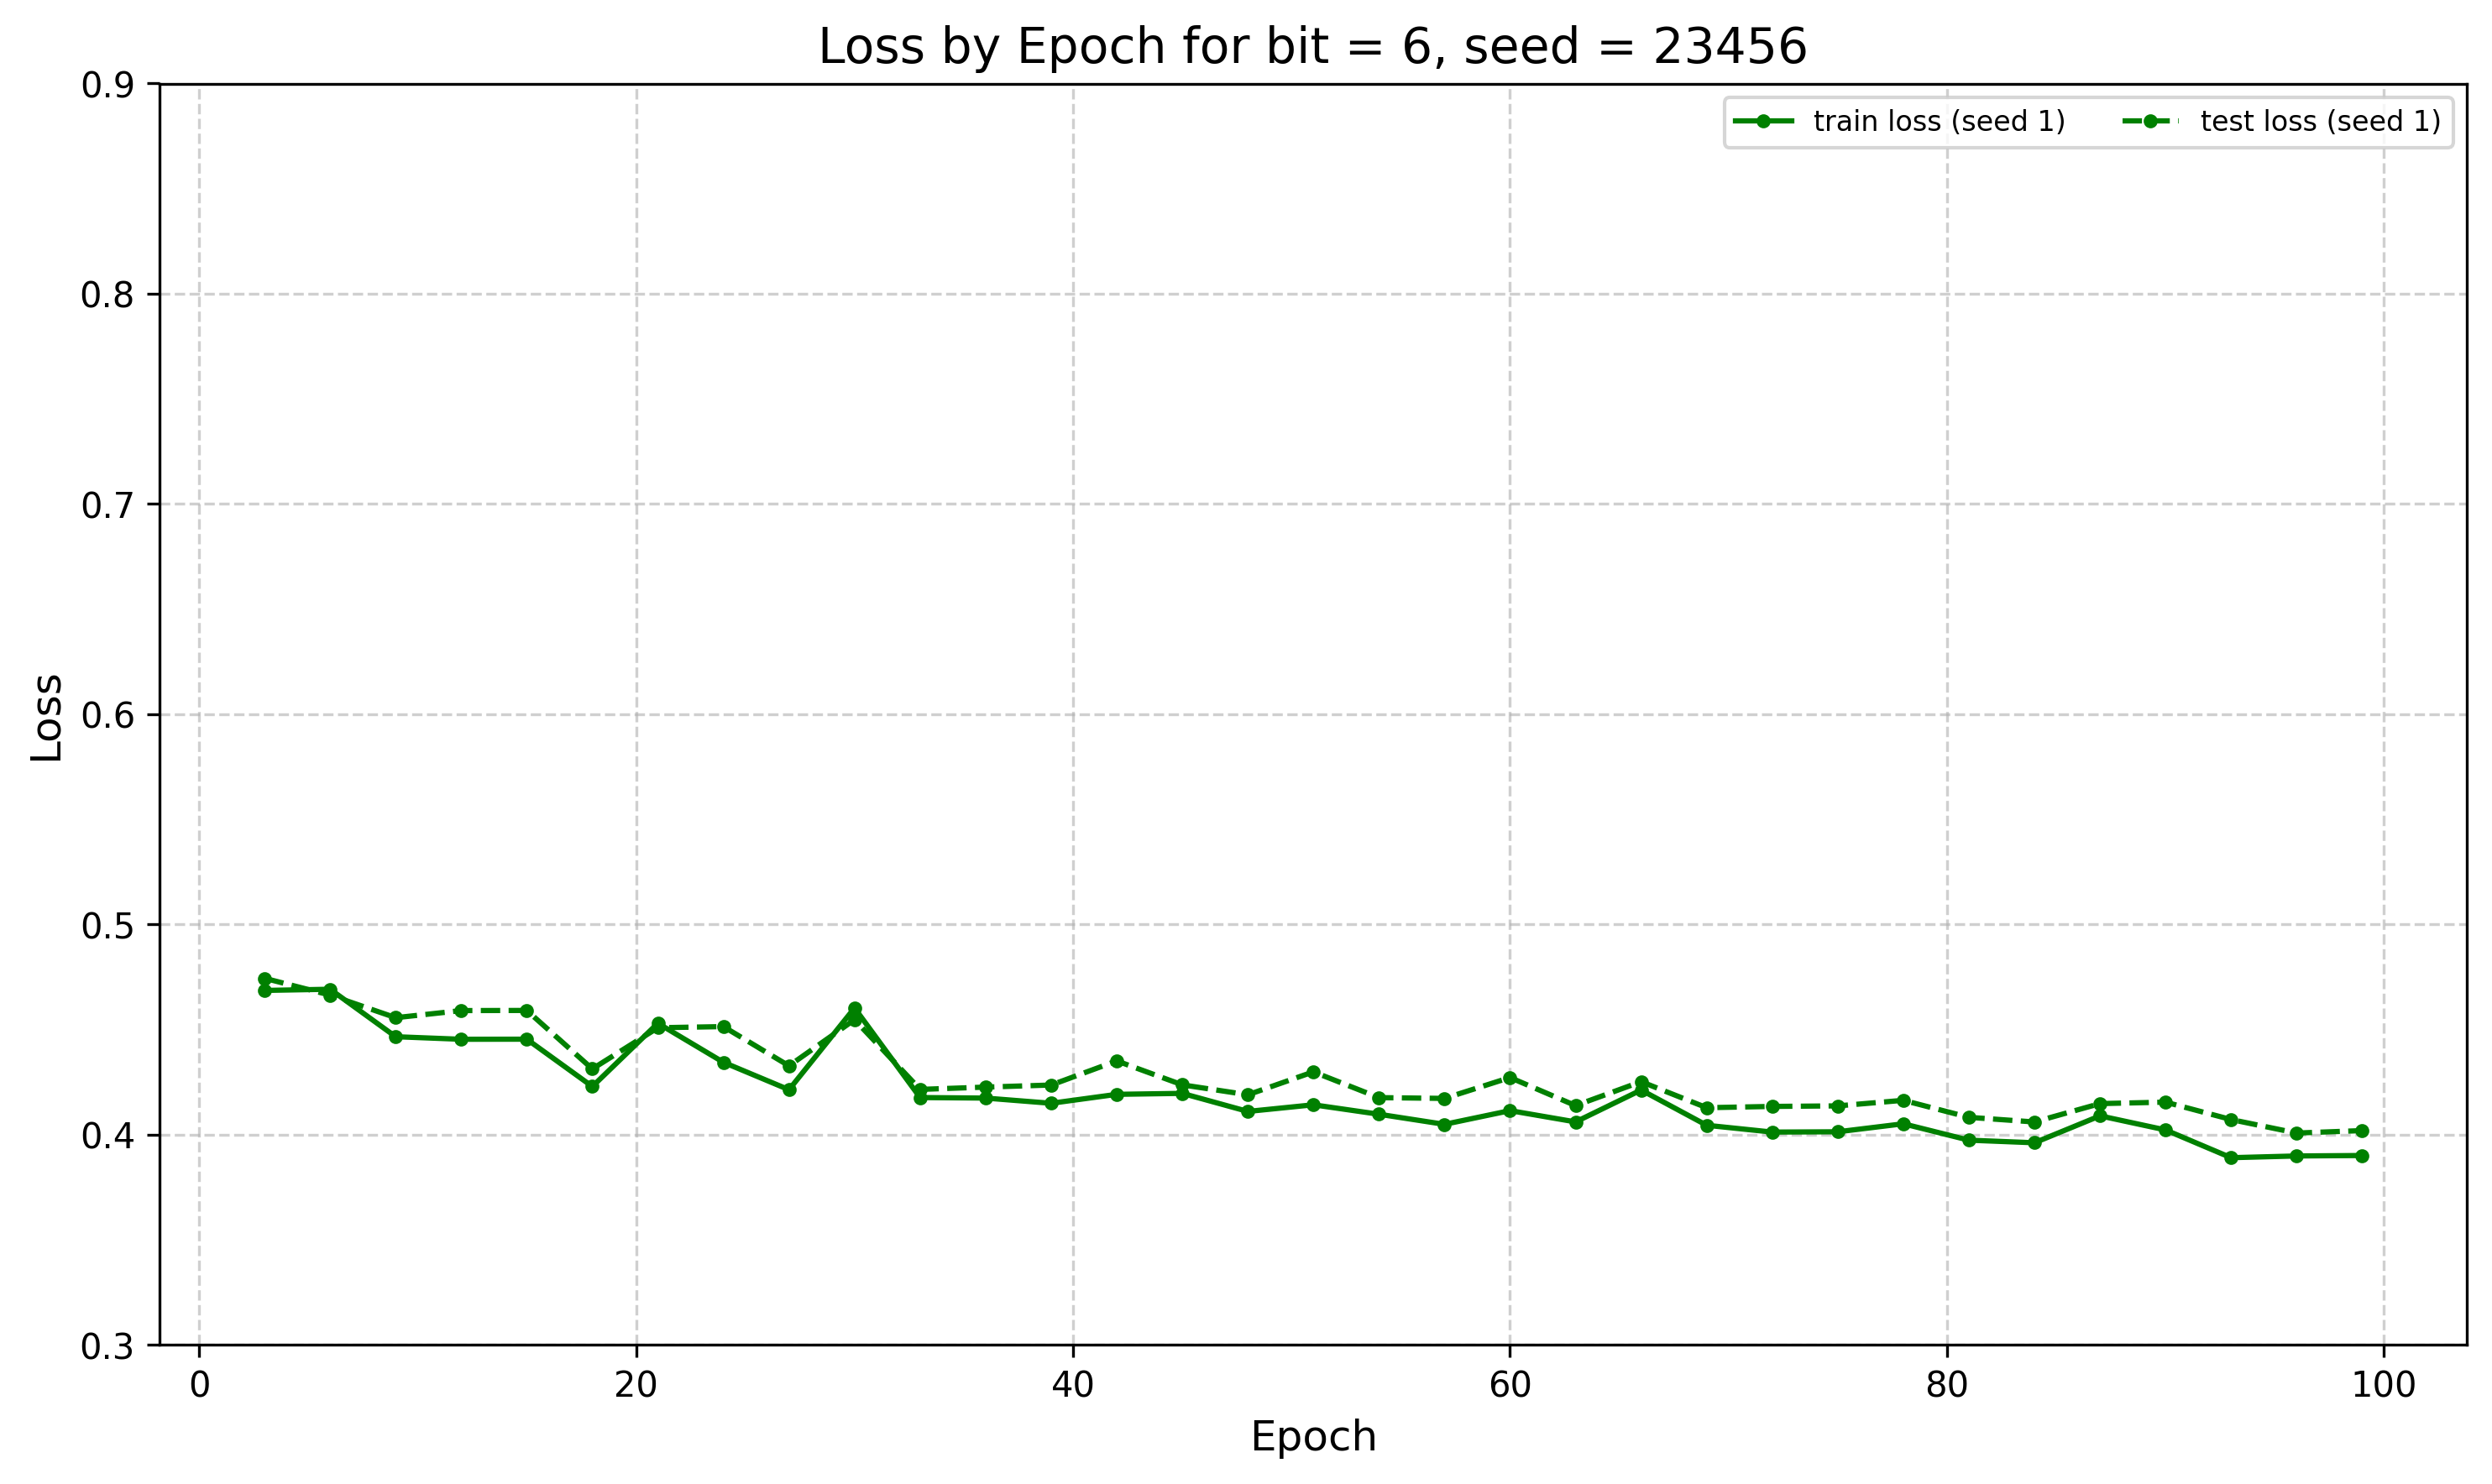 Loss by Epoch for bit = 6, seed = 23456
train loss (seed 1) test loss (seed 1)
0.9
0.8
0.7
0.6
0.5
0.4
0.3
Loss
0 20 40 60 80 100
Epoch